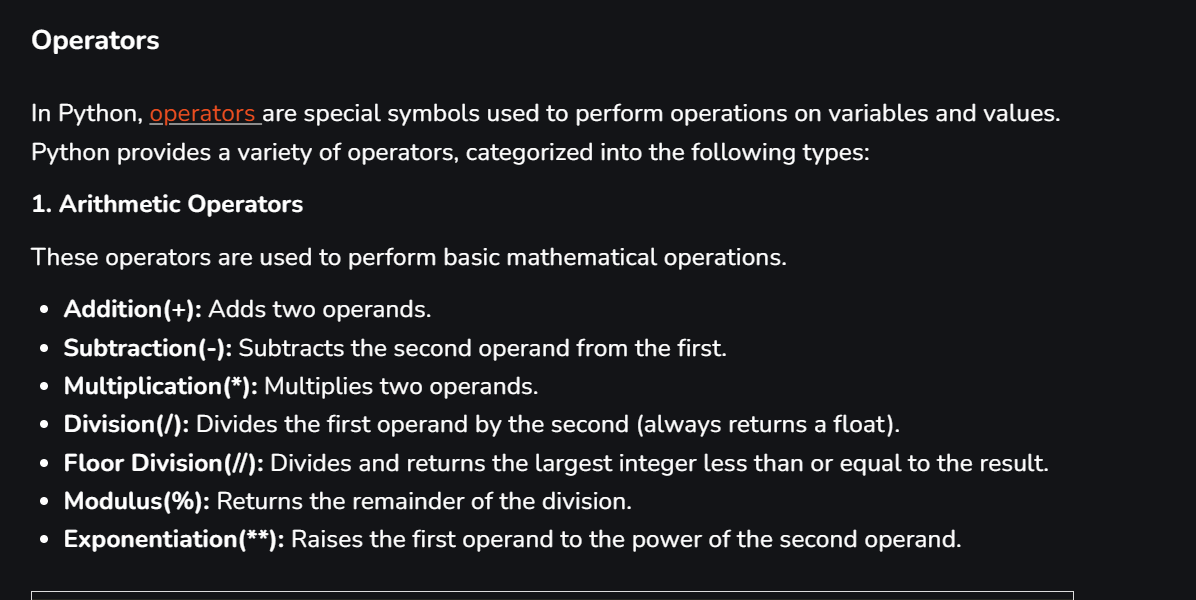 Operators
In Python, operators are special symbols used to perform operations on variables and values.
Python provides a variety of operators, categorized into the following types:
1. Arithmetic Operators
These operators are used to perform basic mathematical operations.
• Addition(+): Adds two operands.
• Subtraction(-): Subtracts the second operand from the first.
• Multiplication(*): Multiplies two operands.
• Division(/): Divides the first operand by the second (always returns a float).
• Floor Division(//): Divides and returns the largest integer less than or equal to the result.
• Modulus(%): Returns the remainder of the division.
• Exponentiation(**): Raises the first operand to the power of the second operand.